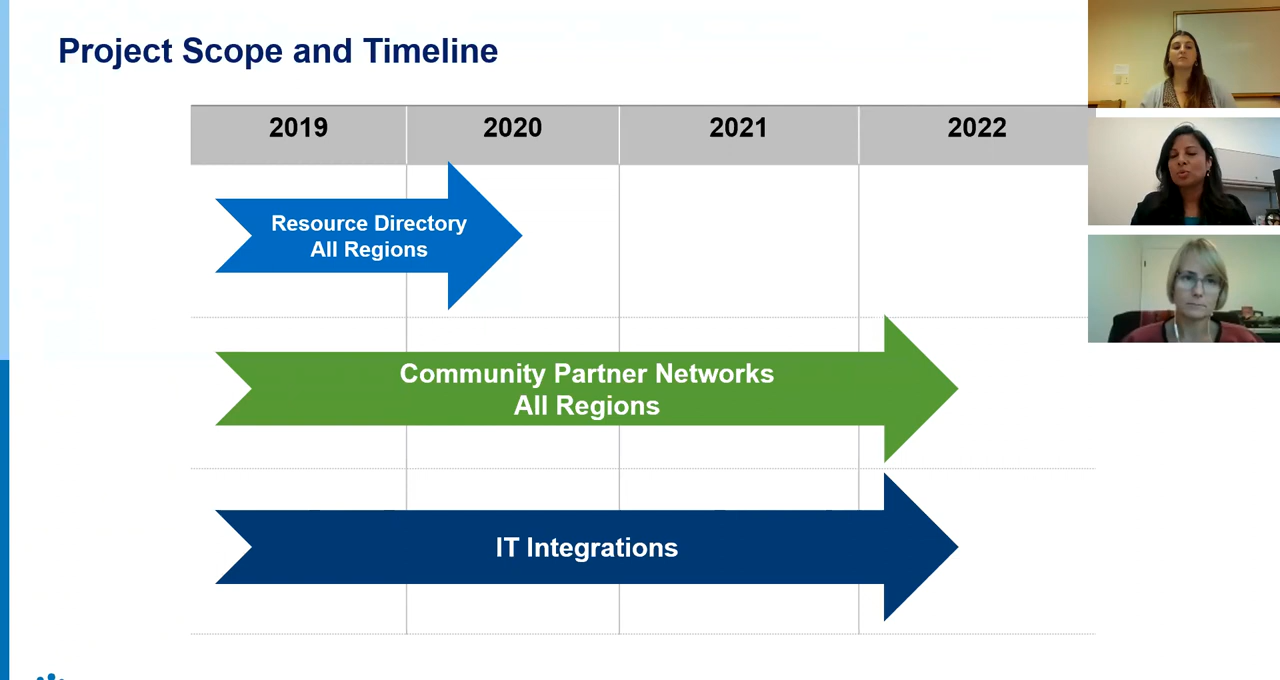 Project Scope and Timeline
2019 2020 2021 2022
Resource Directory
All Regions
Community Partner Networks
All Regions
IT Integrations